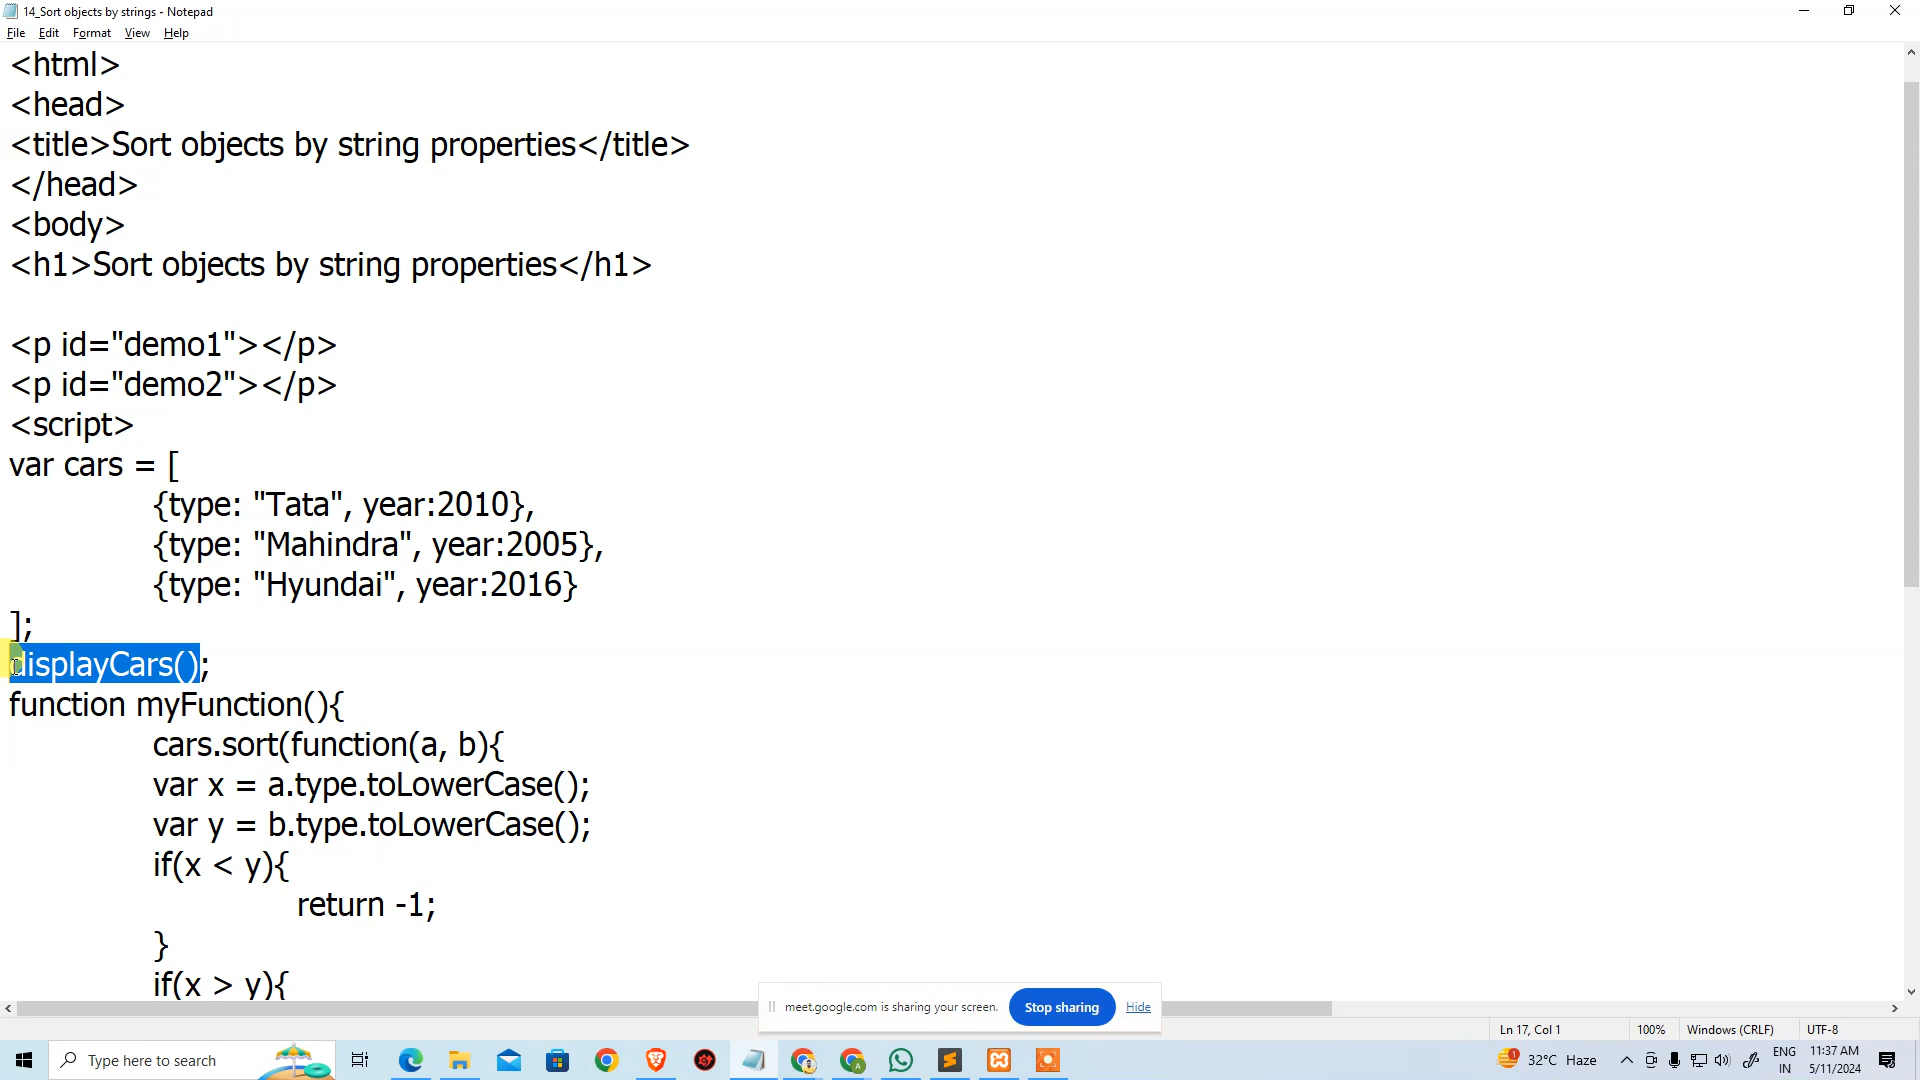 14_Sort objects by strings - Notepad
File Edit Format View Help
<html>
<head>
<title>Sort objects by string properties</title>
</head>
<body>
<h1>Sort objects by string properties</h1>
<p id="demo1"></p>
<p id="demo2"></p>
<script>
var cars = [
{type: "Tata", year:2010},
{type: "Mahindra", year:2005},
{type: "Hyundai", year:2016}
];
displayCars();
function myFunction(){
cars.sort(function(a, b){
var x = a.type.toLowerCase();
var y = b.type.toLowerCase();
if(x < y){
return -1;
}
if(x > y){
meet.google.com is sharing your screen. Stop sharing Hide
Ln 17, Col 1 100% Windows (CRLF) UTF-8
Type here to search
1 32°C Haze
ENG
IN
11:37 AM
5/11/2024